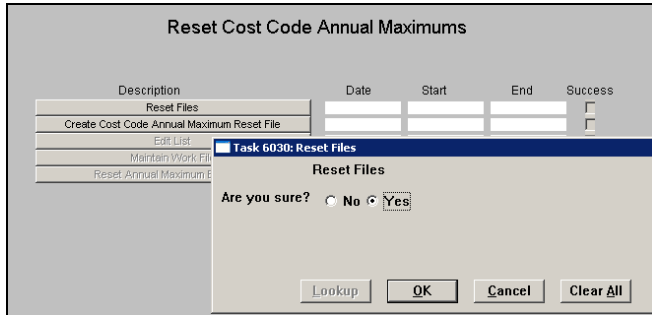 Reset Cost Code Annual Maximums
Description Date Start End Success
Reset Files
Create Cost Code Annual Maximum Reset File
Edit List
Maintain Work Fil
Reset Annual Maximum
Task 6030: Reset Files
Reset Files
Are you sure? No Yes
Lookup OK Cancel Clear All